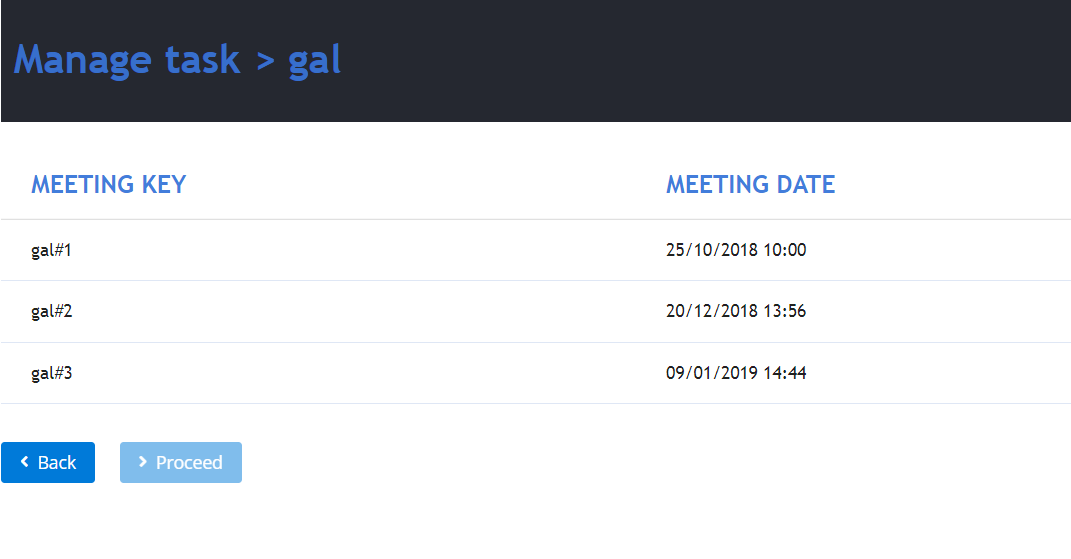 Manage task > gal
MEETING KEY MEETING DATE
gal#1 25/10/2018 10:00
gal#2 20/12/2018 13:56
gal#3 09/01/2019 14:44
Back Proceed